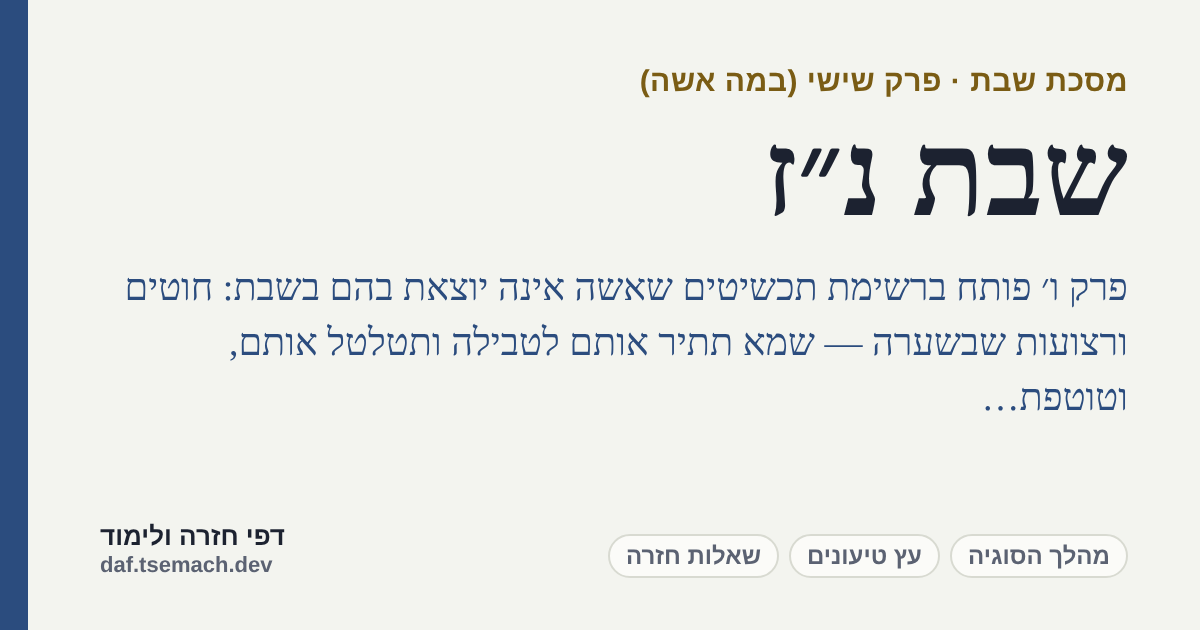 מסכת שבת · פרק שישי (במה אשה)
שבת נ״ז
פרק ו׳ פותח ברשימת תכשיטים שאשה אינה יוצאת בהם בשבת: חוטים
ורצועות שבשערה — שמא תתיר אותם לטבילה ותטלטל אותם,
וטוטפת…
מהלך הסוגיה
עץ טיעונים
שאלות חזרה
דפי חזרה ולימוד
daf.tsemach.dev